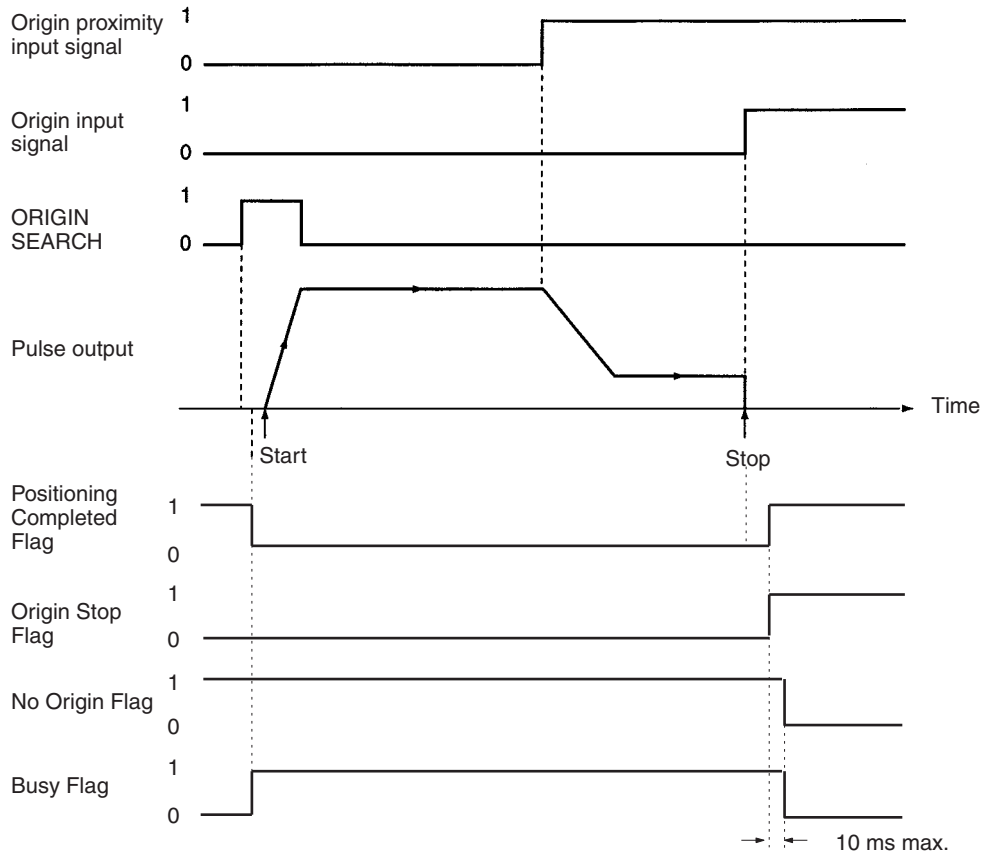 Origin proximity
input signal
1
0
Origin input
signal
1
0
ORIGIN
SEARCH
1
0
Pulse output
Time
Start
Stop
Positioning
Completed
Flag
1
0
Origin Stop
Flag
1
0
No Origin Flag
1
0
Busy Flag
1
0
10 ms max.